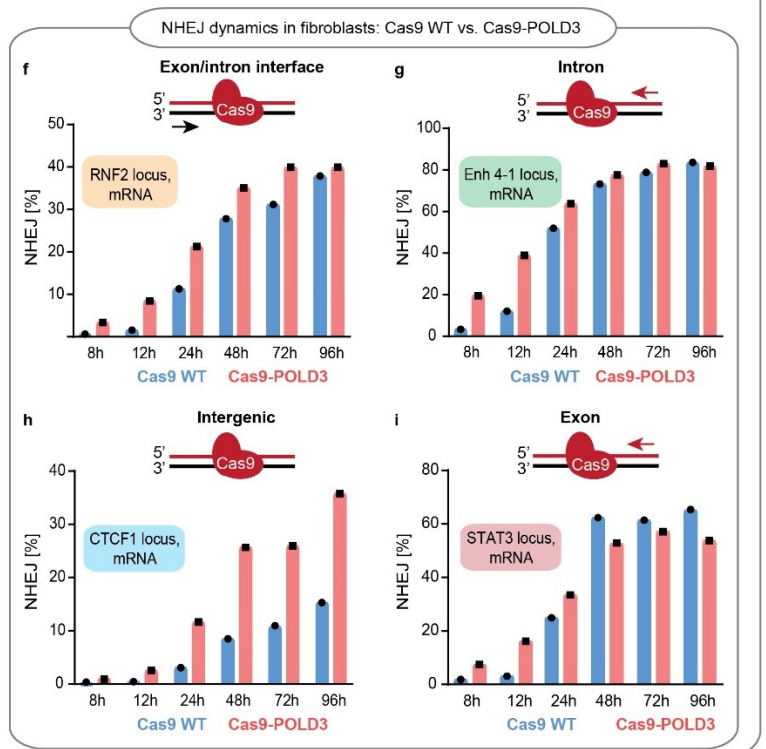 NHEJ dynamics in fibroblasts: Cas9 WT vs. Cas9-POLD3
f
Exon/intron interface
5'
3'
Cas9
RNF2 locus,
mRNA
NHEJ [%]
50
40
30
20
10
8h 12h 24h 48h 72h 96h
Cas9 WT Cas9-POLD3
g
Intron
5'
3'
Cas9
Enh 4-1 locus,
mRNA
NHEJ [%]
100
80
60
40
20
0
8h 12h 24h 48h 72h 96h
Cas9 WT Cas9-POLD3
h
Intergenic
5'
3'
Cas9
CTCF1 locus,
mRNA
NHEJ [%]
40
30
20
10
0
8h 12h 24h 48h 72h 96h
Cas9 WT Cas9-POLD3
i
Exon
5'
3'
Cas9
STAT3 locus,
mRNA
NHEJ [%]
80
60
40
20
0
8h 12h 24h 48h 72h 96h
Cas9 WT Cas9-POLD3